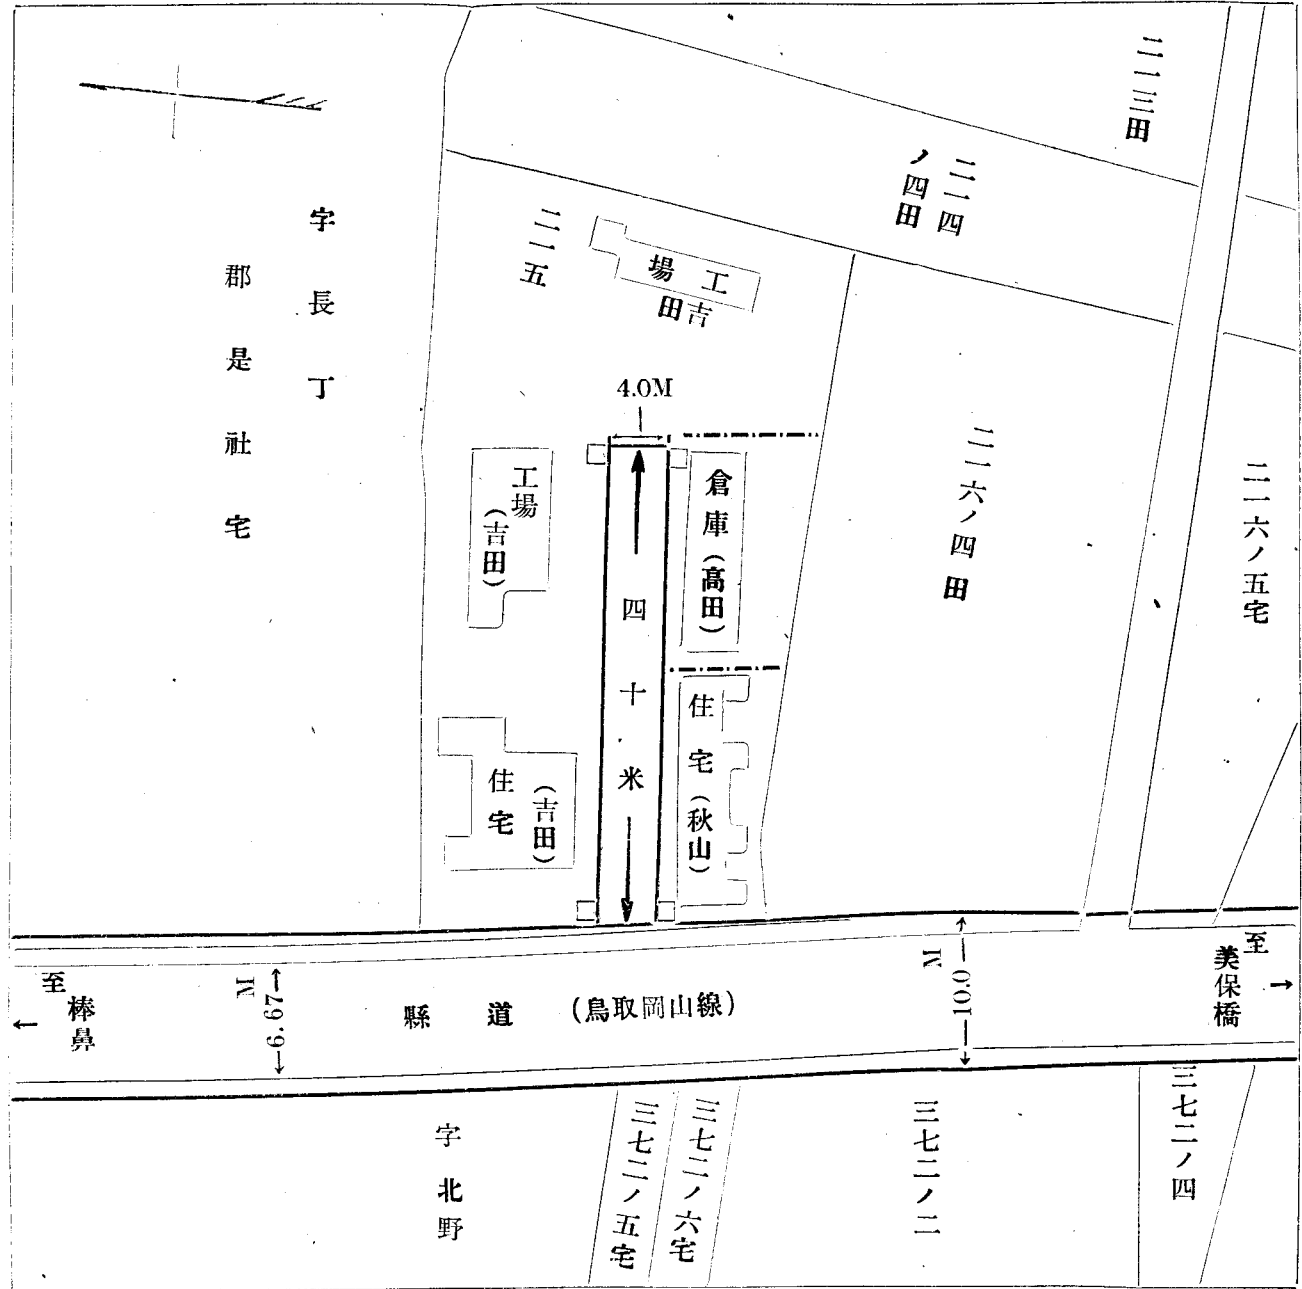 二一三田
二一四
ノ四田
二一五
工場
吉田
字長丁
郡是社宅
4.0M
二一六ノ四田
二一六ノ五宅
倉庫(高田)
工場
(吉田)
四十米
住宅(秋山)
住宅
(吉田)
至
美保橋
10.0M
縣道 (鳥取岡山線)
6.67M
至
棒鼻
三七二ノ四
三七二ノ二
三七二ノ六宅
三七二ノ五宅
字北野